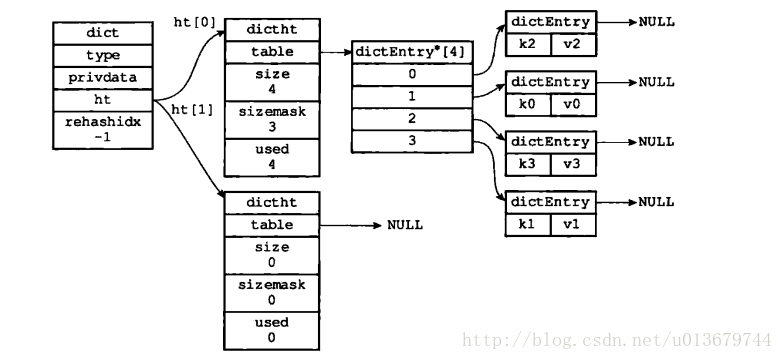 dict
type
privdata
ht
rehashidx
-1
ht[0]
ht[1]
dictht
table
size
4
sizemask
3
used
4
dictht
table
size
0
sizemask
0
used
0
NULL
dictEntry*[4]
0
1
2
3
dictEntry
k2 v2
NULL
dictEntry
k0 v0
NULL
dictEntry
k3 v3
NULL
dictEntry
k1 v1
NULL
http://blog.csdn.net/u013679744